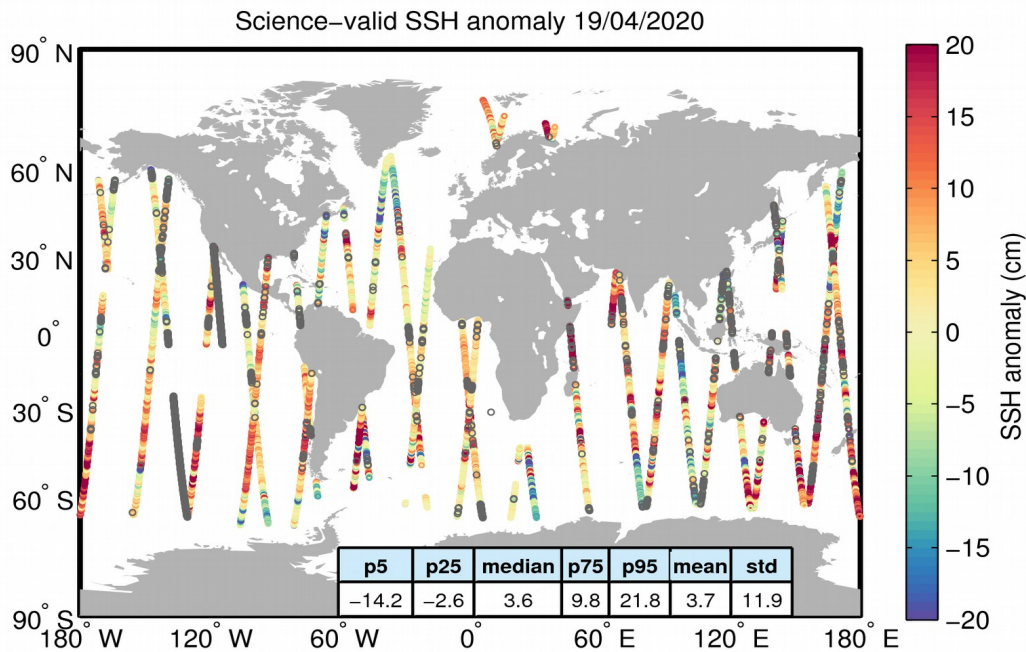 Science−valid SSH anomaly 19/04/2020
90° N
60° N
30° N
0°
30° S
60° S
90° S
180° W
120° W
60° W
0°
60° E
120° E
180° E
p5 p25 median p75 p95 mean std
−14.2 −2.6 3.6 9.8 21.8 3.7 11.9
20
15
10
5
0
−5
−10
−15
−20
SSH anomaly (cm)